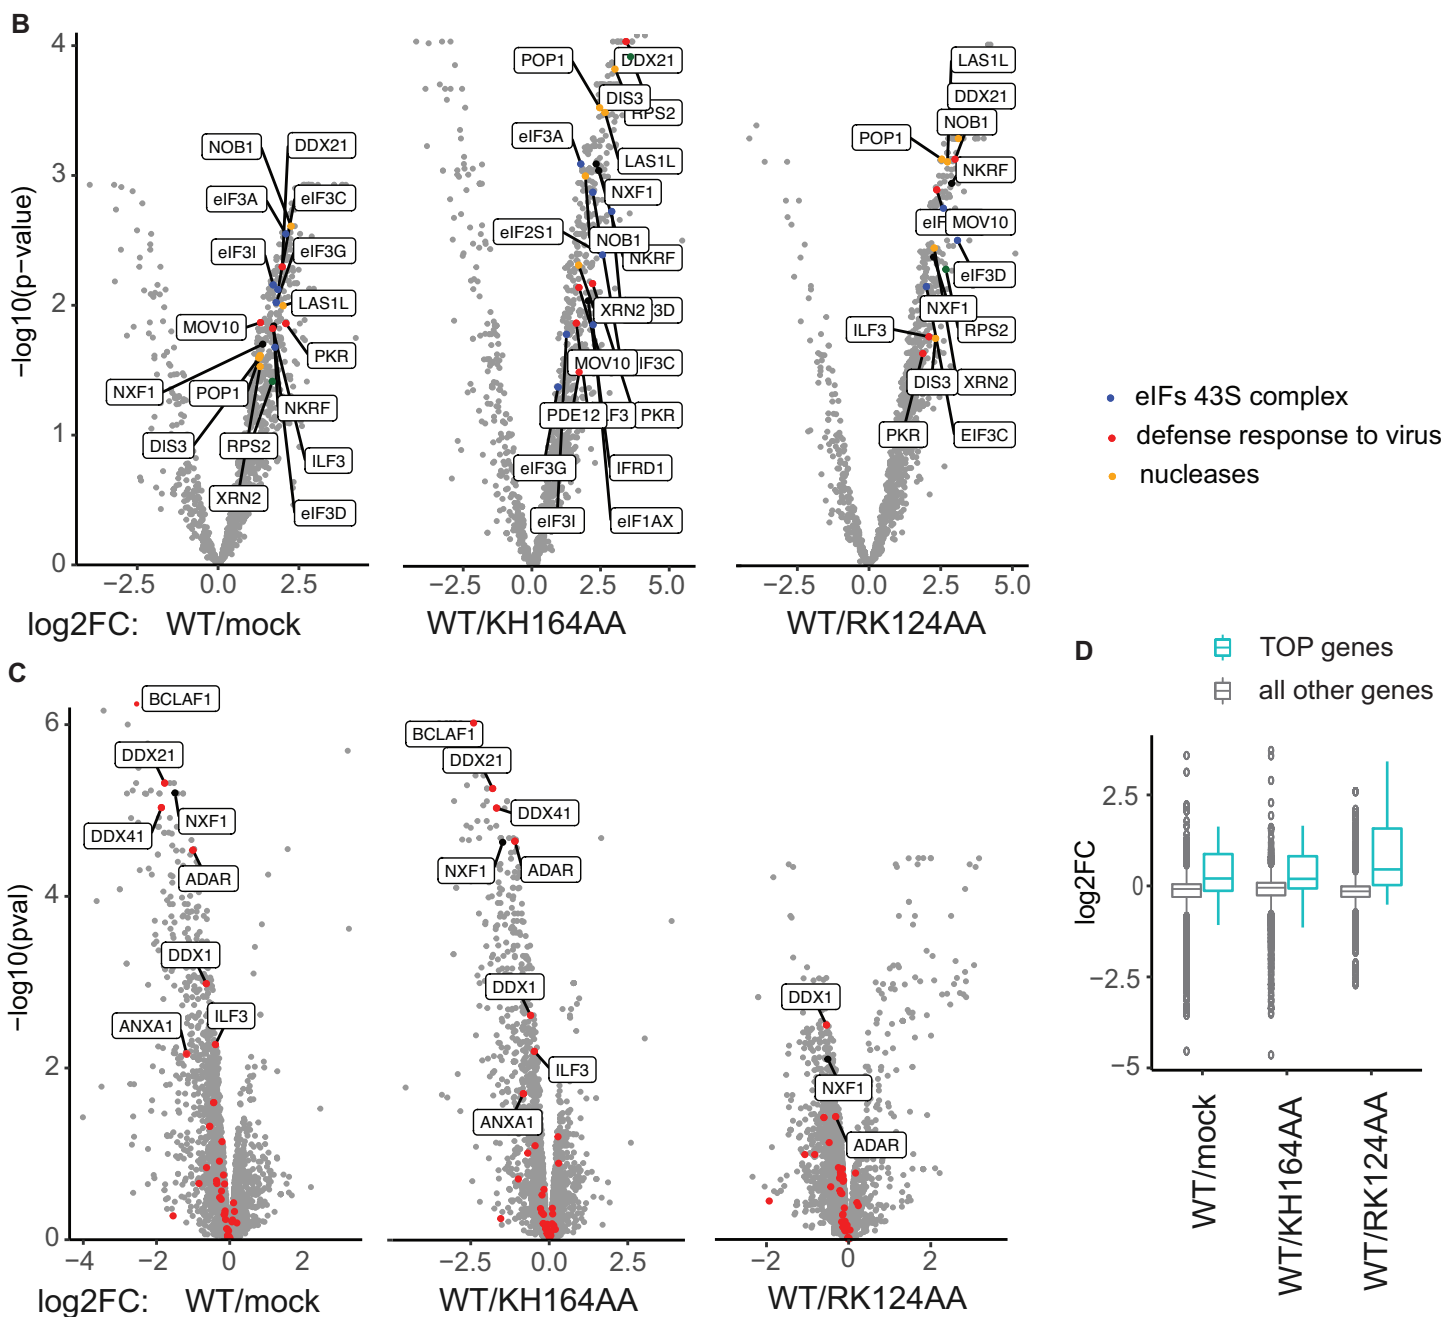 B
−log10(p−value)
4
3
2
1
0
NOB1
DDX21
eIF3A
eIF3C
eIF3I
eIF3G
LAS1L
MOV10
PKR
NXF1
POP1
NKRF
DIS3
RPS2
ILF3
XRN2
eIF3D
−2.5
0.0
2.5
log2FC: WT/mock
POP1
DDX21
DIS3
RPS2
eIF3A
LAS1L
NXF1
eIF2S1
NOB1
NKRF
XRN2
3D
MOV10
IF3C
PDE12
F3
PKR
eIF3G
IFRD1
eIF3I
eIF1AX
−2.5
0.0
2.5
5.0
WT/KH164AA
LAS1L
DDX21
NOB1
POP1
NKRF
eIF
MOV10
eIF3D
NXF1
RPS2
ILF3
DIS3
XRN2
PKR
EIF3C
−2.5
0.0
2.5
5.0
WT/RK124AA
eIFs 43S complex
defense response to virus
nucleases
C
−log10(pval)
6
4
2
0
BCLAF1
DDX21
NXF1
DDX41
ADAR
DDX1
ILF3
ANXA1
−4
−2
0
2
log2FC: WT/mock
BCLAF1
DDX21
DDX41
NXF1
ADAR
DDX1
ILF3
ANXA1
−2.5
0.0
2.5
WT/KH164AA
DDX1
NXF1
ADAR
−2
0
2
WT/RK124AA
D
TOP genes
all other genes
log2FC
2.5
0
−2.5
−5
WT/mock
WT/KH164AA
WT/RK124AA